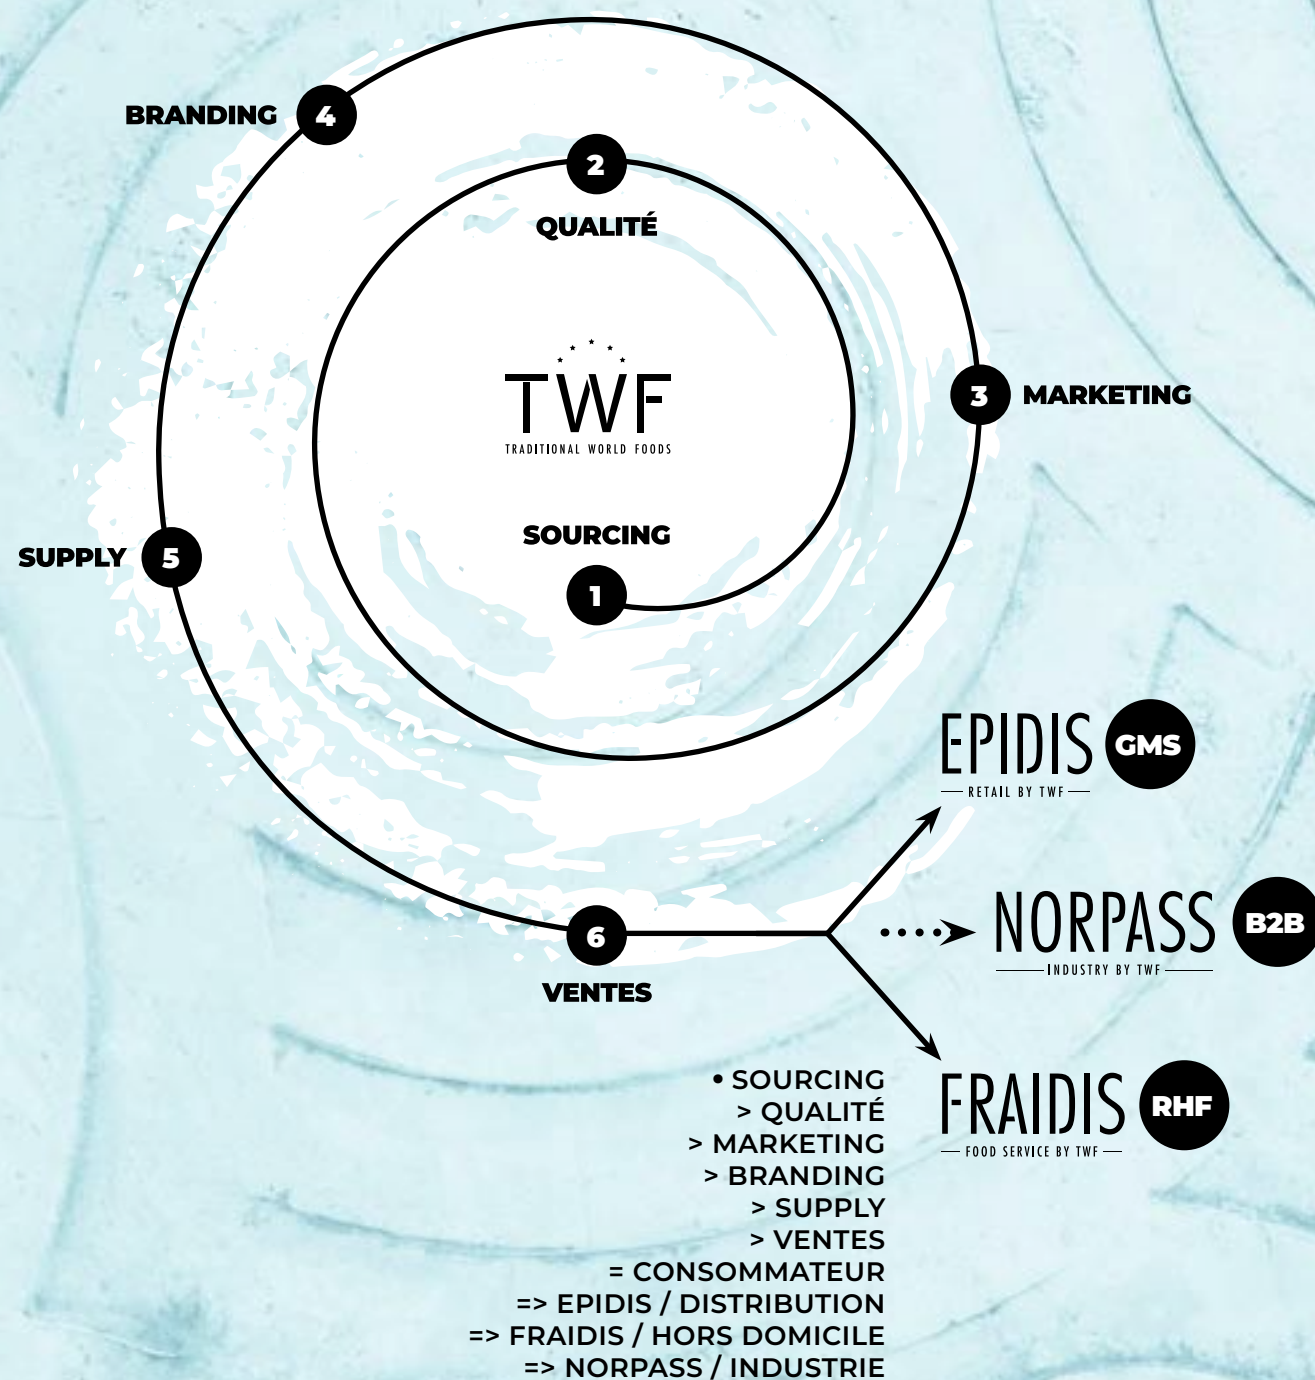 BRANDING
4
2
QUALITÉ
TWF
TRADITIONAL WORLD FOODS
3
MARKETING
SOURCING
1
SUPPLY
5
EPIDIS
GMS
RETAIL BY TWF
NORPASS
B2B
INDUSTRY BY TWF
6
VENTES
FRAIDIS
RHF
FOOD SERVICE BY TWF
• SOURCING
> QUALITÉ
> MARKETING
> BRANDING
> SUPPLY
> VENTES
= CONSOMMATEUR
=> EPIDIS / DISTRIBUTION
=> FRAIDIS / HORS DOMICILE
=> NORPASS / INDUSTRIE